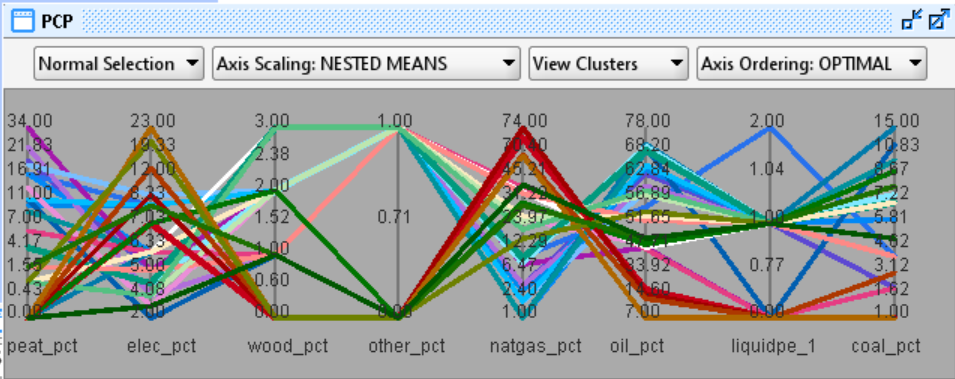 PCP
Normal Selection Axis Scaling: NESTED MEANS View Clusters Axis Ordering: OPTIMAL
34.00 23.00 3.00 1.00 74.00 78.00 2.00 15.00
21.83 19.33 2.38 70.40 68.20 1.04 10.83
16.91 12.00 2.00 45.21 62.84 8.67
11.00 8.33 1.52 0.71 56.89 1.00 7.22
7.00 7.03 23.97 51.65 5.81
4.17 6.33 1.00 12.29 47.71 0.77 4.62
1.55 5.06 0.60 6.47 33.92 3.12
0.43 4.08 2.40 14.60 1.62
0.00 2.00 0.00 0.00 1.00 7.00 0.00 1.00
peat_pct elec_pct wood_pct other_pct natgas_pct oil_pct liquidpe_1 coal_pct